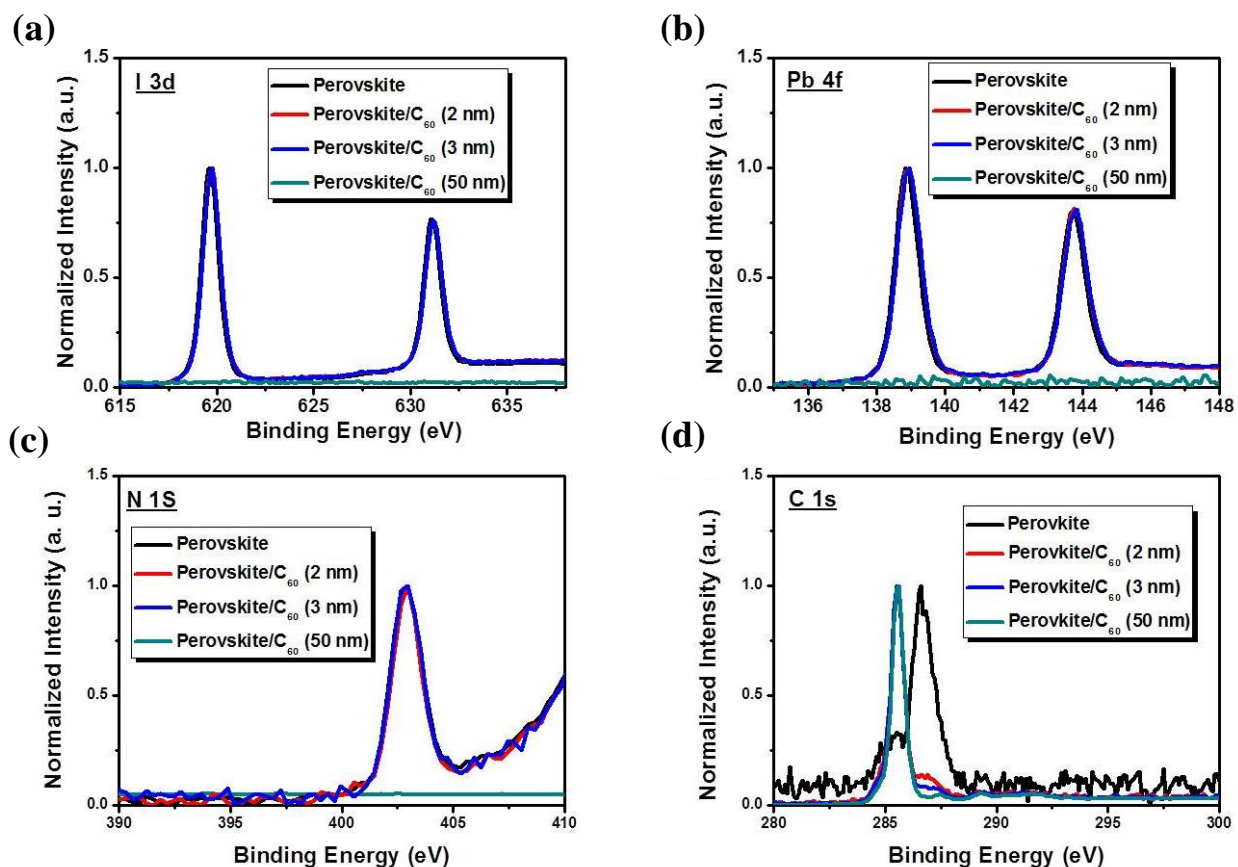 (a)
I 3d
Perovskite
Perovskite/C₆₀ (2 nm)
Perovskite/C₆₀ (3 nm)
Perovskite/C₆₀ (50 nm)
Normalized Intensity (a.u.)
1.5
1.0
0.5
0.0
615 620 625 630 635
Binding Energy (eV)
(b)
Pb 4f
Perovskite
Perovskite/C₆₀ (2 nm)
Perovskite/C₆₀ (3 nm)
Perovskite/C₆₀ (50 nm)
Normalized Intensity (a.u.)
1.5
1.0
0.5
0.0
136 138 140 142 144 146 148
Binding Energy (eV)
(c)
N 1S
Perovskite
Perovskite/C₆₀ (2 nm)
Perovskite/C₆₀ (3 nm)
Perovskite/C₆₀ (50 nm)
Normalized Intensity (a. u.)
1.5
1.0
0.5
0.0
390 395 400 405 410
Binding Energy (eV)
(d)
C 1s
Perovkite
Perovkite/C₆₀ (2 nm)
Perovkite/C₆₀ (3 nm)
Perovkite/C₆₀ (50 nm)
Normalized Intensity (a.u.)
1.5
1.0
0.5
0.0
280 285 290 295 300
Binding Energy (eV)